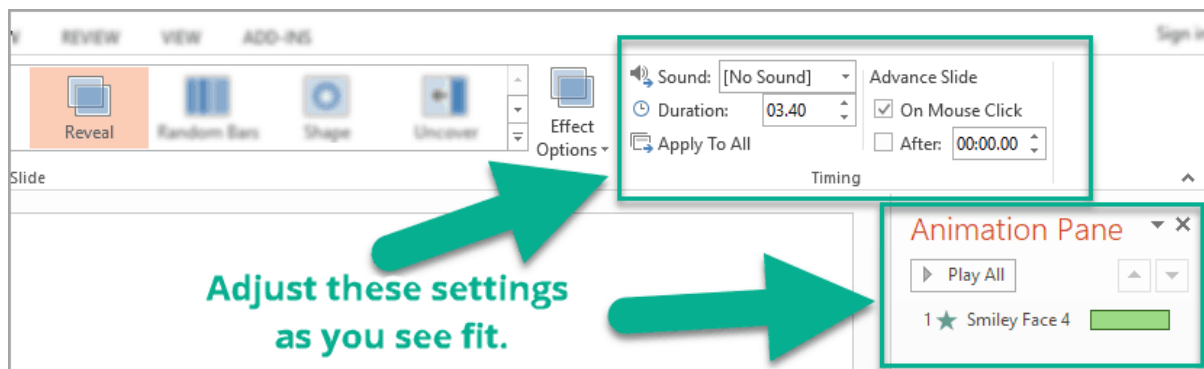 REVIEW VIEW ADD-INS Sign in
Sound: [No Sound] Advance Slide
Reveal Random Bars Shape Uncover Effect Options Duration: 03.40 On Mouse Click
Apply To All After: 00:00.00
Slide Timing
Animation Pane
Play All
1 Smiley Face 4
Adjust these settings
as you see fit.